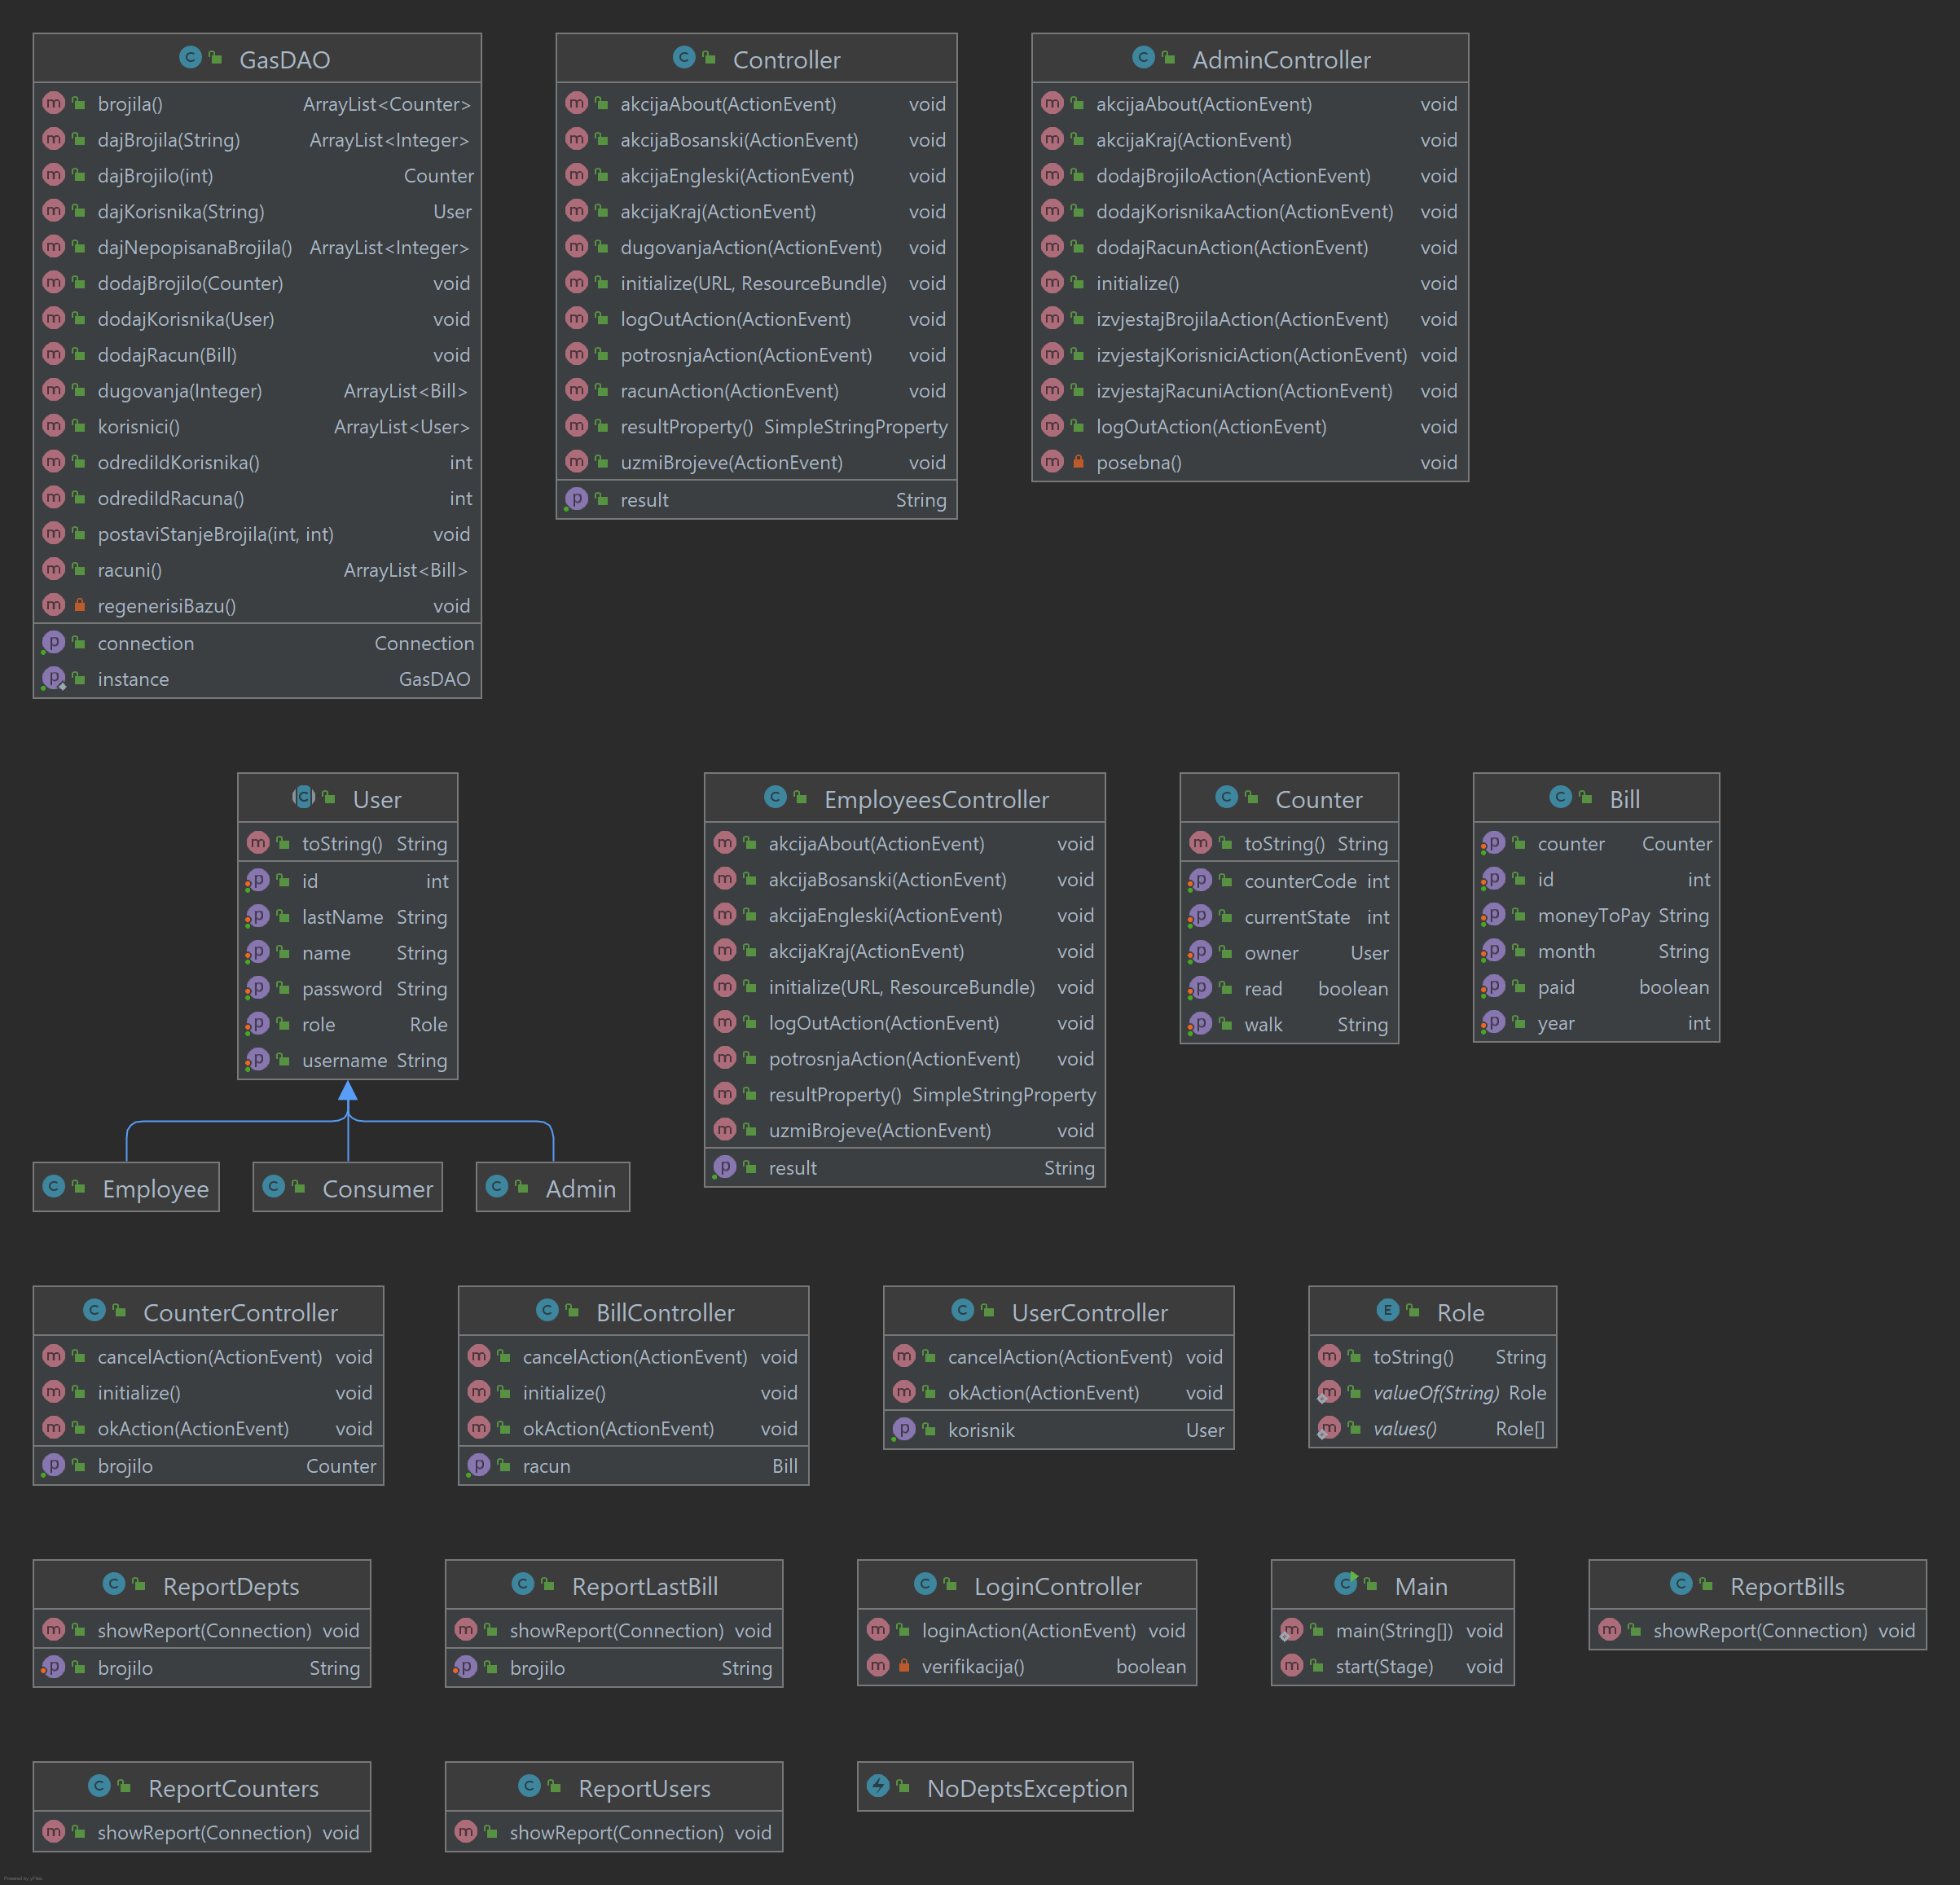 GasDAO
brojila() ArrayList<Counter>
dajBrojila(String) ArrayList<Integer>
dajBrojilo(int) Counter
dajKorisnika(String) User
dajNepopisanaBrojila() ArrayList<Integer>
dodajBrojilo(Counter) void
dodajKorisnika(User) void
dodajRacun(Bill) void
dugovanja(Integer) ArrayList<Bill>
korisnici() ArrayList<User>
odrediIdKorisnika() int
odrediIdRacuna() int
postaviStanjeBrojila(int, int) void
racuni() ArrayList<Bill>
regenerisiBazu() void
connection Connection
instance GasDAO
Controller
akcijaAbout(ActionEvent) void
akcijaBosanski(ActionEvent) void
akcijaEngleski(ActionEvent) void
akcijaKraj(ActionEvent) void
dugovanjaAction(ActionEvent) void
initialize(URL, ResourceBundle) void
logOutAction(ActionEvent) void
potrosnjaAction(ActionEvent) void
racunAction(ActionEvent) void
resultProperty() SimpleStringProperty
uzmiBrojeve(ActionEvent) void
result String
AdminController
akcijaAbout(ActionEvent) void
akcijaKraj(ActionEvent) void
dodajBrojiloAction(ActionEvent) void
dodajKorisnikaAction(ActionEvent) void
dodajRacunAction(ActionEvent) void
initialize() void
izvjestajBrojilaAction(ActionEvent) void
izvjestajKorisniciAction(ActionEvent) void
izvjestajRacuniAction(ActionEvent) void
logOutAction(ActionEvent) void
posebna() void
User
toString() String
id int
lastName String
name String
password String
role Role
username String
EmployeesController
akcijaAbout(ActionEvent) void
akcijaBosanski(ActionEvent) void
akcijaEngleski(ActionEvent) void
akcijaKraj(ActionEvent) void
initialize(URL, ResourceBundle) void
logOutAction(ActionEvent) void
potrosnjaAction(ActionEvent) void
resultProperty() SimpleStringProperty
uzmiBrojeve(ActionEvent) void
result String
Counter
toString() String
counterCode int
currentState int
owner User
read boolean
walk String
Bill
counter Counter
id int
moneyToPay String
month String
paid boolean
year int
Employee
Consumer
Admin
CounterController
cancelAction(ActionEvent) void
initialize() void
okAction(ActionEvent) void
brojilo Counter
BillController
cancelAction(ActionEvent) void
initialize() void
okAction(ActionEvent) void
racun Bill
UserController
cancelAction(ActionEvent) void
okAction(ActionEvent) void
korisnik User
Role
toString() String
valueOf(String) Role
values() Role[]
ReportDepts
showReport(Connection) void
brojilo String
ReportLastBill
showReport(Connection) void
brojilo String
LoginController
loginAction(ActionEvent) void
verifikacija() boolean
Main
main(String[]) void
start(Stage) void
ReportBills
showReport(Connection) void
ReportCounters
showReport(Connection) void
ReportUsers
showReport(Connection) void
NoDeptsException
Powered by yFiles